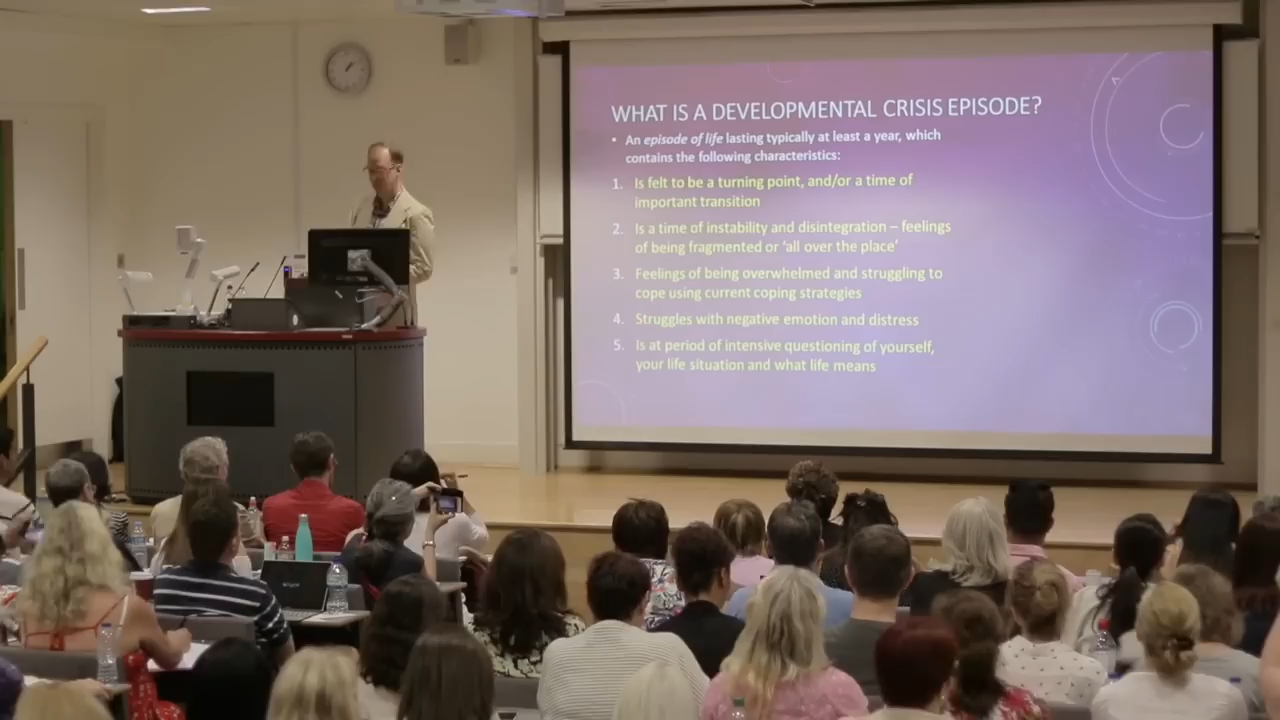 WHAT IS A DEVELOPMENTAL CRISIS EPISODE?
• An episode of life lasting typically at least a year, which
contains the following characteristics:
1. Is felt to be a turning point, and/or a time of
important transition
2. Is a time of instability and disintegration – feelings
of being fragmented or 'all over the place'
3. Feelings of being overwhelmed and struggling to
cope using current coping strategies
4. Struggles with negative emotion and distress
5. Is at period of intensive questioning of yourself,
your life situation and what life means